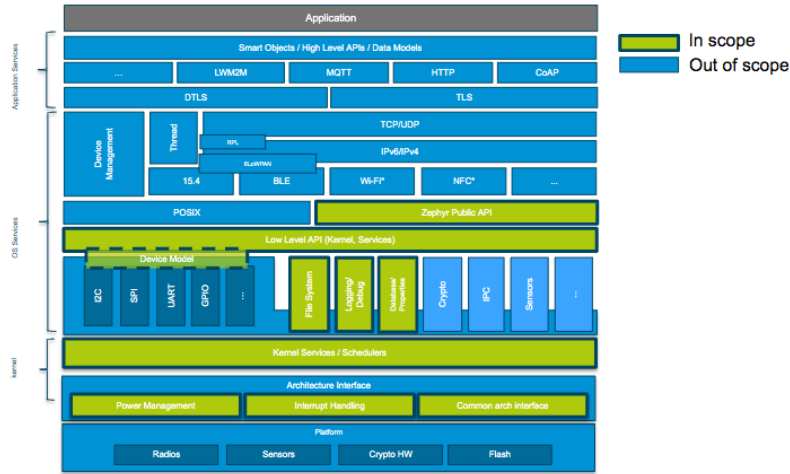 Application
In scope
Out of scope
Application Services
Smart Objects / High Level APIs / Data Models
...
LWM2M
MQTT
HTTP
CoAP
DTLS
TLS
OS Services
Device
Management
Thread
TCP/UDP
RPL
IPv6/IPv4
6LoWPAN
15.4
BLE
Wi-Fi*
NFC*
...
POSIX
Zephyr Public API
Low Level API (Kernel, Services)
Device Model
I2C
SPI
UART
GPIO
...
File System
Logging/
Debug
Database/
Properties
Crypto
IPC
Sensors
...
kernel
Kernel Services / Schedulers
Architecture Interface
Power Management
Interrupt Handling
Common arch interface
Platform
Radios
Sensors
Crypto HW
Flash